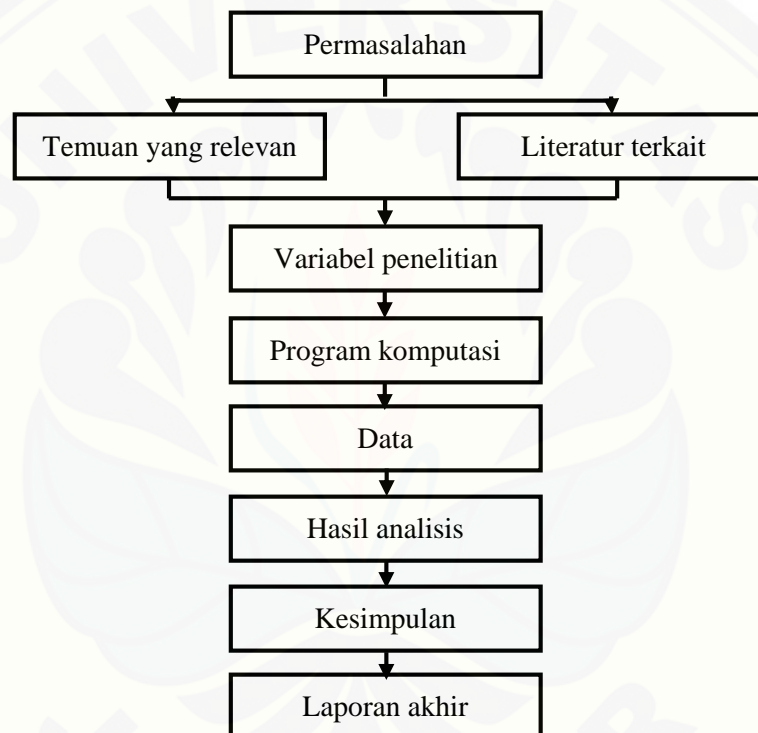 Permasalahan
Temuan yang relevan
Literatur terkait
Variabel penelitian
Program komputasi
Data
Hasil analisis
Kesimpulan
Laporan akhir